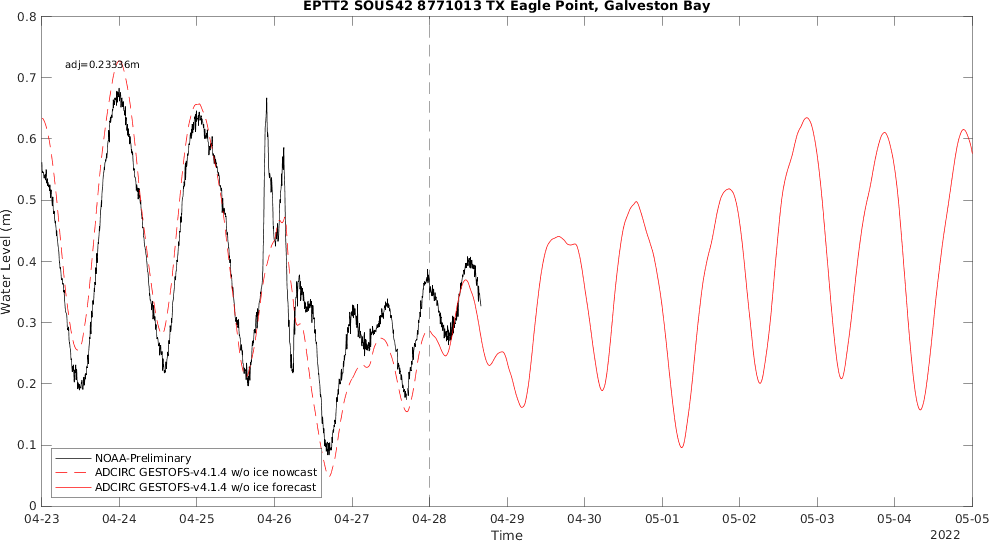 EPTT2 SOUS42 8771013 TX Eagle Point, Galveston Bay
0.8
0.7
0.6
0.5
0.4
0.3
0.2
0.1
0
Water Level (m)
adj=0.23336m
NOAA-Preliminary
ADCIRC GESTOFS-v4.1.4 w/o ice nowcast
ADCIRC GESTOFS-v4.1.4 w/o ice forecast
04-23 04-24 04-25 04-26 04-27 04-28 04-29 04-30 05-01 05-02 05-03 05-04 05-05
Time
2022